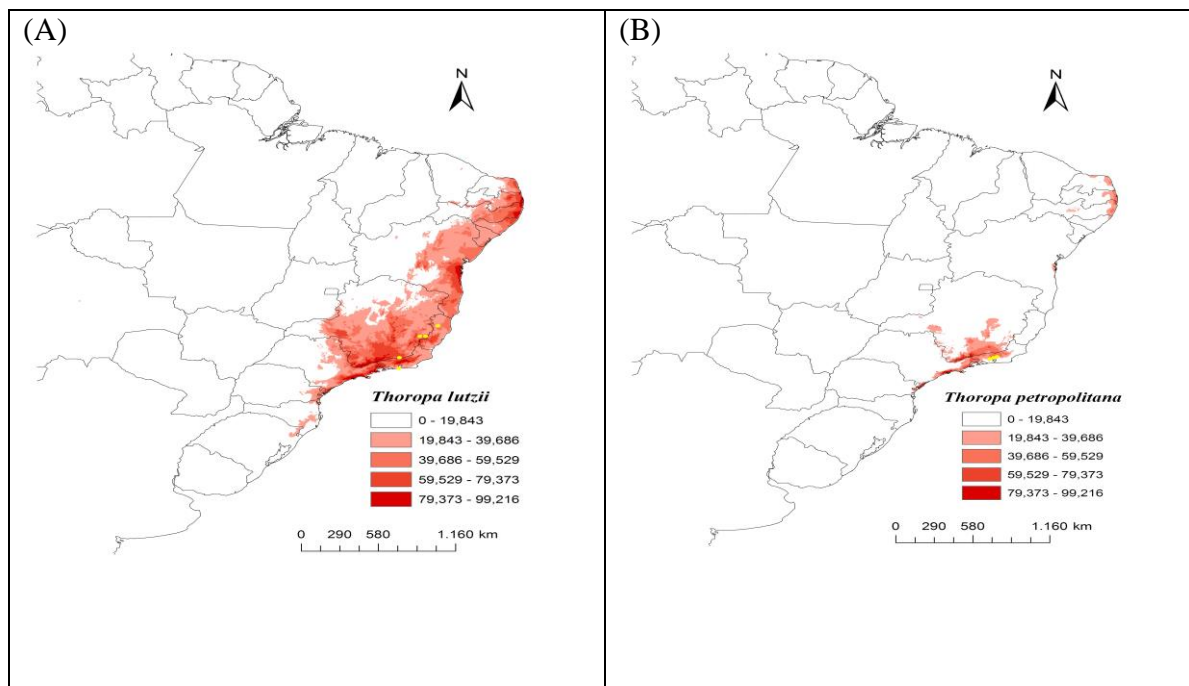 (A)
N
Thoropa lutzii
0 - 19,843
19,843 - 39,686
39,686 - 59,529
59,529 - 79,373
79,373 - 99,216
0 290 580 1.160 km
(B)
N
Thoropa petropolitana
0 - 19,843
19,843 - 39,686
39,686 - 59,529
59,529 - 79,373
79,373 - 99,216
0 290 580 1.160 km